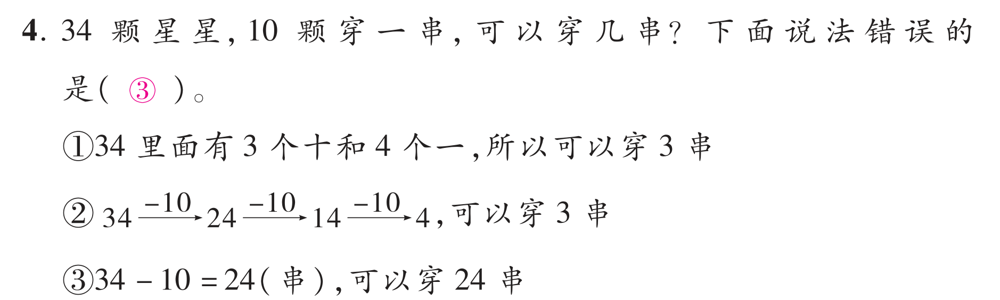 4. 34 颗星星,10 颗穿一串,可以穿几串? 下面说法错误的
是( ③ )。
①34 里面有 3 个十和 4 个一,所以可以穿 3 串
② 34 —−10→ 24 —−10→ 14 —−10→ 4,可以穿 3 串
③34 − 10 = 24(串),可以穿 24 串